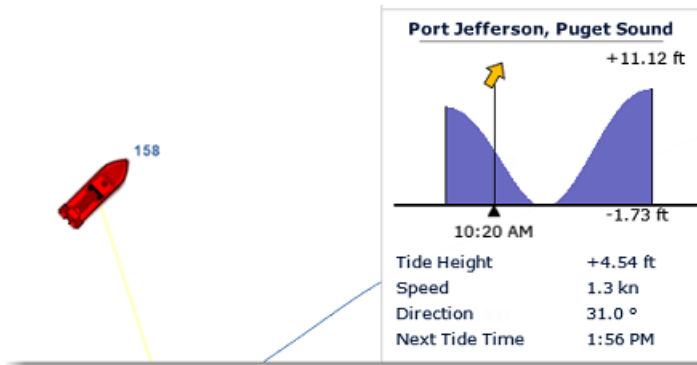 158
Port Jefferson, Puget Sound
+11.12 ft
-1.73 ft
10:20 AM
Tide Height +4.54 ft
Speed 1.3 kn
Direction 31.0 °
Next Tide Time 1:56 PM